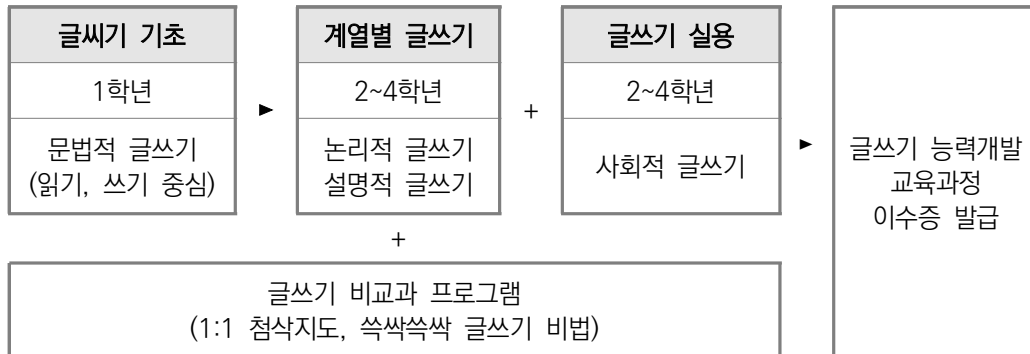 글씨기 기초
1학년
문법적 글쓰기
(읽기, 쓰기 중심)
►
계열별 글쓰기
2~4학년
논리적 글쓰기
설명적 글쓰기
+
글쓰기 실용
2~4학년
사회적 글쓰기
►
글쓰기 능력개발
교육과정
이수증 발급
+
글쓰기 비교과 프로그램
(1:1 첨삭지도, 쓱싹쓱싹 글쓰기 비법)